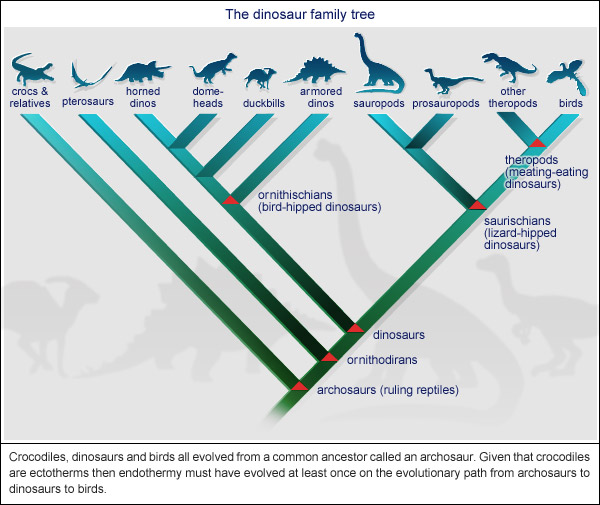 The dinosaur family tree
crocs &
relatives
pterosaurs
horned
dinos
dome-
heads
duckbills
armored
dinos
sauropods
prosauropods
other
theropods
birds
theropods
(meating-eating
dinosaurs)
ornithischians
(bird-hipped dinosaurs)
saurischians
(lizard-hipped
dinosaurs)
dinosaurs
ornithodirans
archosaurs (ruling reptiles)
Crocodiles, dinosaurs and birds all evolved from a common ancestor called an archosaur. Given that crocodiles
are ectotherms then endothermy must have evolved at least once on the evolutionary path from archosaurs to
dinosaurs to birds.